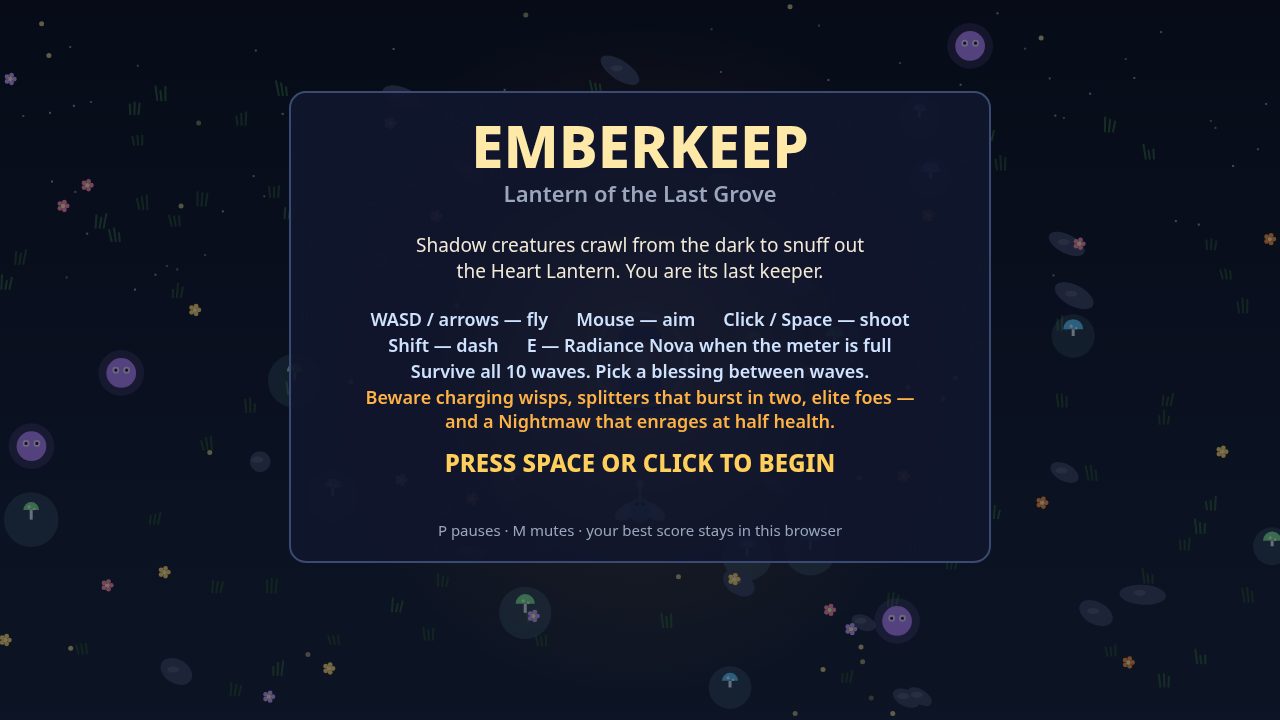 EMBERKEEP
Lantern of the Last Grove
Shadow creatures crawl from the dark to snuff out
the Heart Lantern. You are its last keeper.
WASD / arrows — fly Mouse — aim Click / Space — shoot
Shift — dash E — Radiance Nova when the meter is full
Survive all 10 waves. Pick a blessing between waves.
Beware charging wisps, splitters that burst in two, elite foes —
and a Nightmaw that enrages at half health.
PRESS SPACE OR CLICK TO BEGIN
P pauses · M mutes · your best score stays in this browser